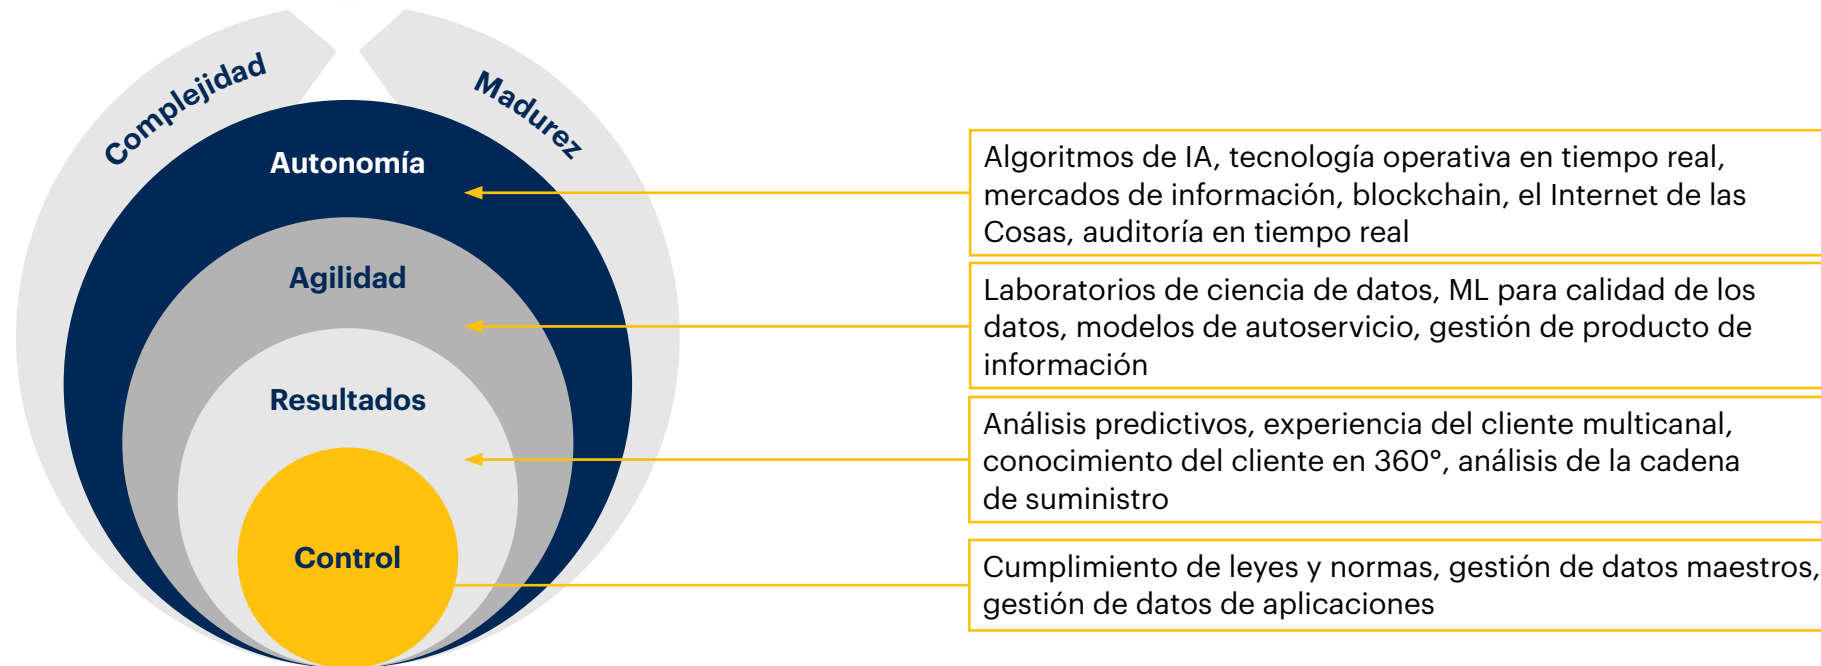 Complejidad
Madurez
Autonomía
Agilidad
Resultados
Control
Algoritmos de IA, tecnología operativa en tiempo real,
mercados de información, blockchain, el Internet de las
Cosas, auditoría en tiempo real
Laboratorios de ciencia de datos, ML para calidad de los
datos, modelos de autoservicio, gestión de producto de
información
Análisis predictivos, experiencia del cliente multicanal,
conocimiento del cliente en 360°, análisis de la cadena
de suministro
Cumplimiento de leyes y normas, gestión de datos maestros,
gestión de datos de aplicaciones